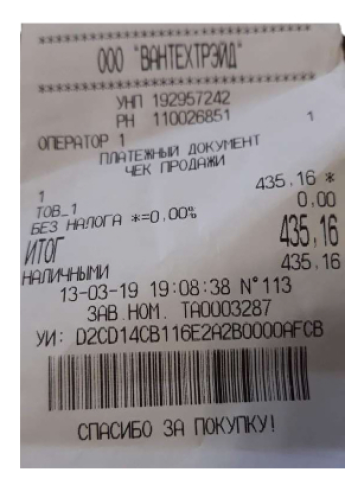 ********************************
ООО "ВАНТЕХТРЭЙД"
********************************
УНП 192957242
РН 110026851 1
ОПЕРАТОР 1
ПЛАТЕЖНЫЙ ДОКУМЕНТ
ЧЕК ПРОДАЖИ
1 435,16 *
ТОВ_1 0,00
БЕЗ НАЛОГА *=0,00%
ИТОГ 435,16
НАЛИЧНЫМИ 435,16
13-03-19 19:08:38 N°113
ЗАВ.НОМ. ТА0003287
УИ: D2CD14CB116E2A2B0000AFCB
СПАСИБО ЗА ПОКУПКУ!